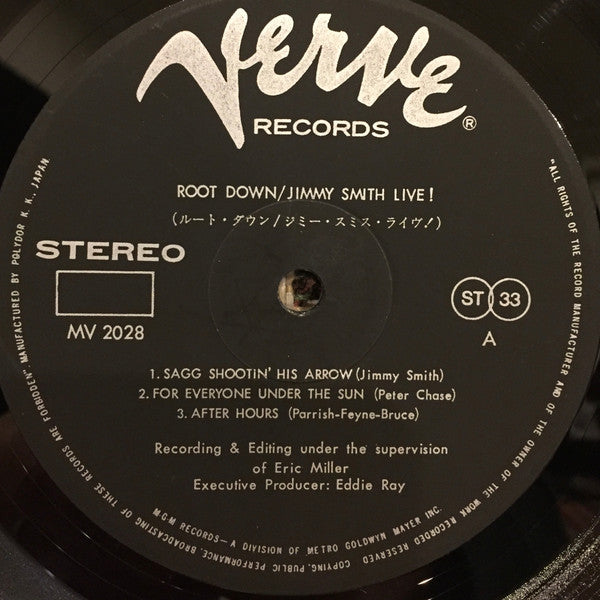 Verve
RECORDS ®
ROOT DOWN/JIMMY SMITH LIVE!
(ルート・ダウン/ジミー・スミス・ライヴ!)
STEREO
MV 2028
ST 33
A
1. SAGG SHOOTIN' HIS ARROW (Jimmy Smith)
2. FOR EVERYONE UNDER THE SUN (Peter Chase)
3. AFTER HOURS (Parrish-Feyne-Bruce)
Recording & Editing under the supervision
of Eric Miller
Executive Producer: Eddie Ray
M·G·M RECORDS—A DIVISION OF METRO GOLDWYN MAYER INC.
"ALL RIGHTS OF THE RECORD MANUFACTURER AND OF THE OWNER OF THE WORK RECORDED RESERVED. COPYING, PUBLIC PERFORMANCE, BROADCASTING OF THESE RECORDS ARE FORBIDDEN" MANUFACTURED BY POLYDOR K. K., JAPAN.